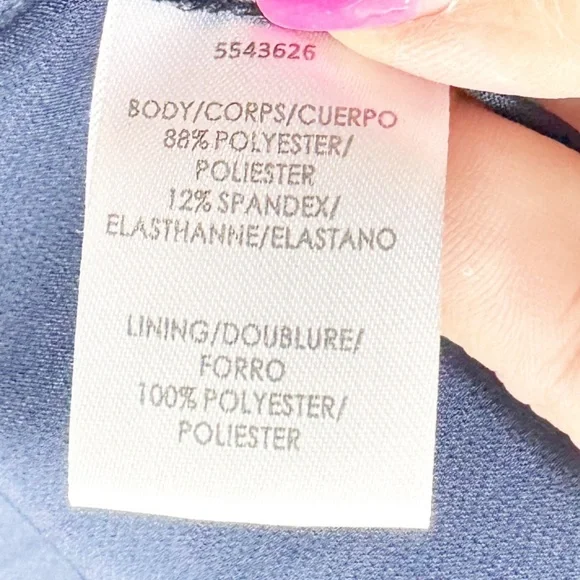 5543626
BODY/CORPS/CUERPO
88% POLYESTER/
POLIESTER
12% SPANDEX/
ELASTHANNE/ELASTANO
LINING/DOUBLURE/
FORRO
100% POLYESTER/
POLIESTER